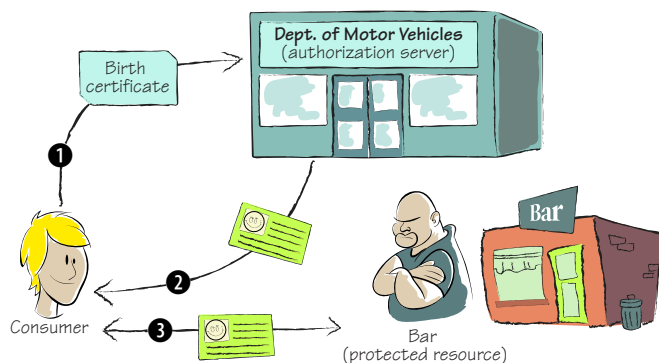 Dept. of Motor Vehicles
(authorization server)
Birth
certificate
1
2
Bar
Consumer
3
Bar
(protected resource)